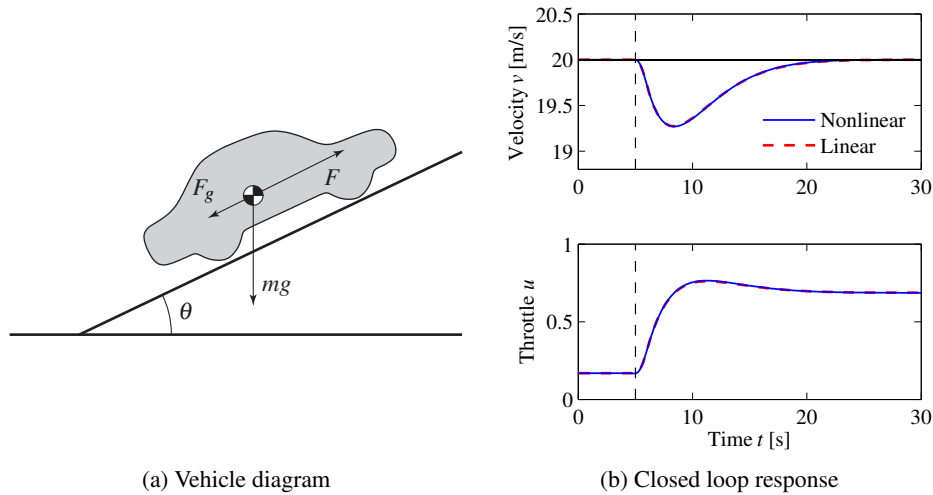 F_g
F
mg
θ
(a) Vehicle diagram
20.5
20
19.5
19
Velocity v [m/s]
Nonlinear
Linear
0 10 20 30
1
0.5
0
Throttle u
0 10 20 30
Time t [s]
(b) Closed loop response